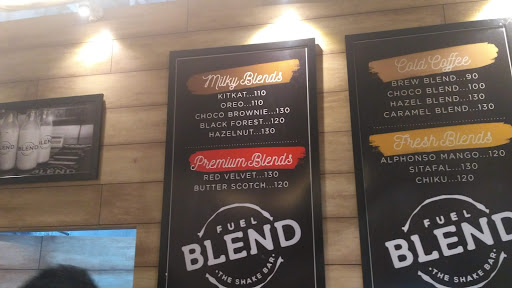 BLEND
BLEND
Milky Blends
KITKAT...110
OREO...110
CHOCO BROWNIE...130
BLACK FOREST...120
HAZELNUT...130
Premium Blends
RED VELVET...130
BUTTER SCOTCH...120
FUEL
BLEND
• THE SHAKE BAR •
Cold Coffee
BREW BLEND...90
CHOCO BLEND...100
HAZEL BLEND...130
CARAMEL BLEND...130
Fresh Blends
ALPHONSO MANGO...120
SITAFAL...130
CHIKU...120
FUEL
BLEND
• THE SHAKE BAR •